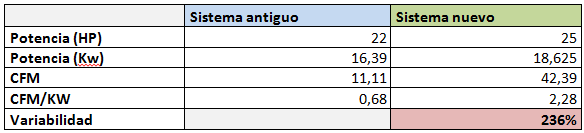 Sistema antiguo Sistema nuevo
Potencia (HP) 22 25
Potencia (Kw) 16,39 18,625
CFM 11,11 42,39
CFM/KW 0,68 2,28
Variabilidad 236%